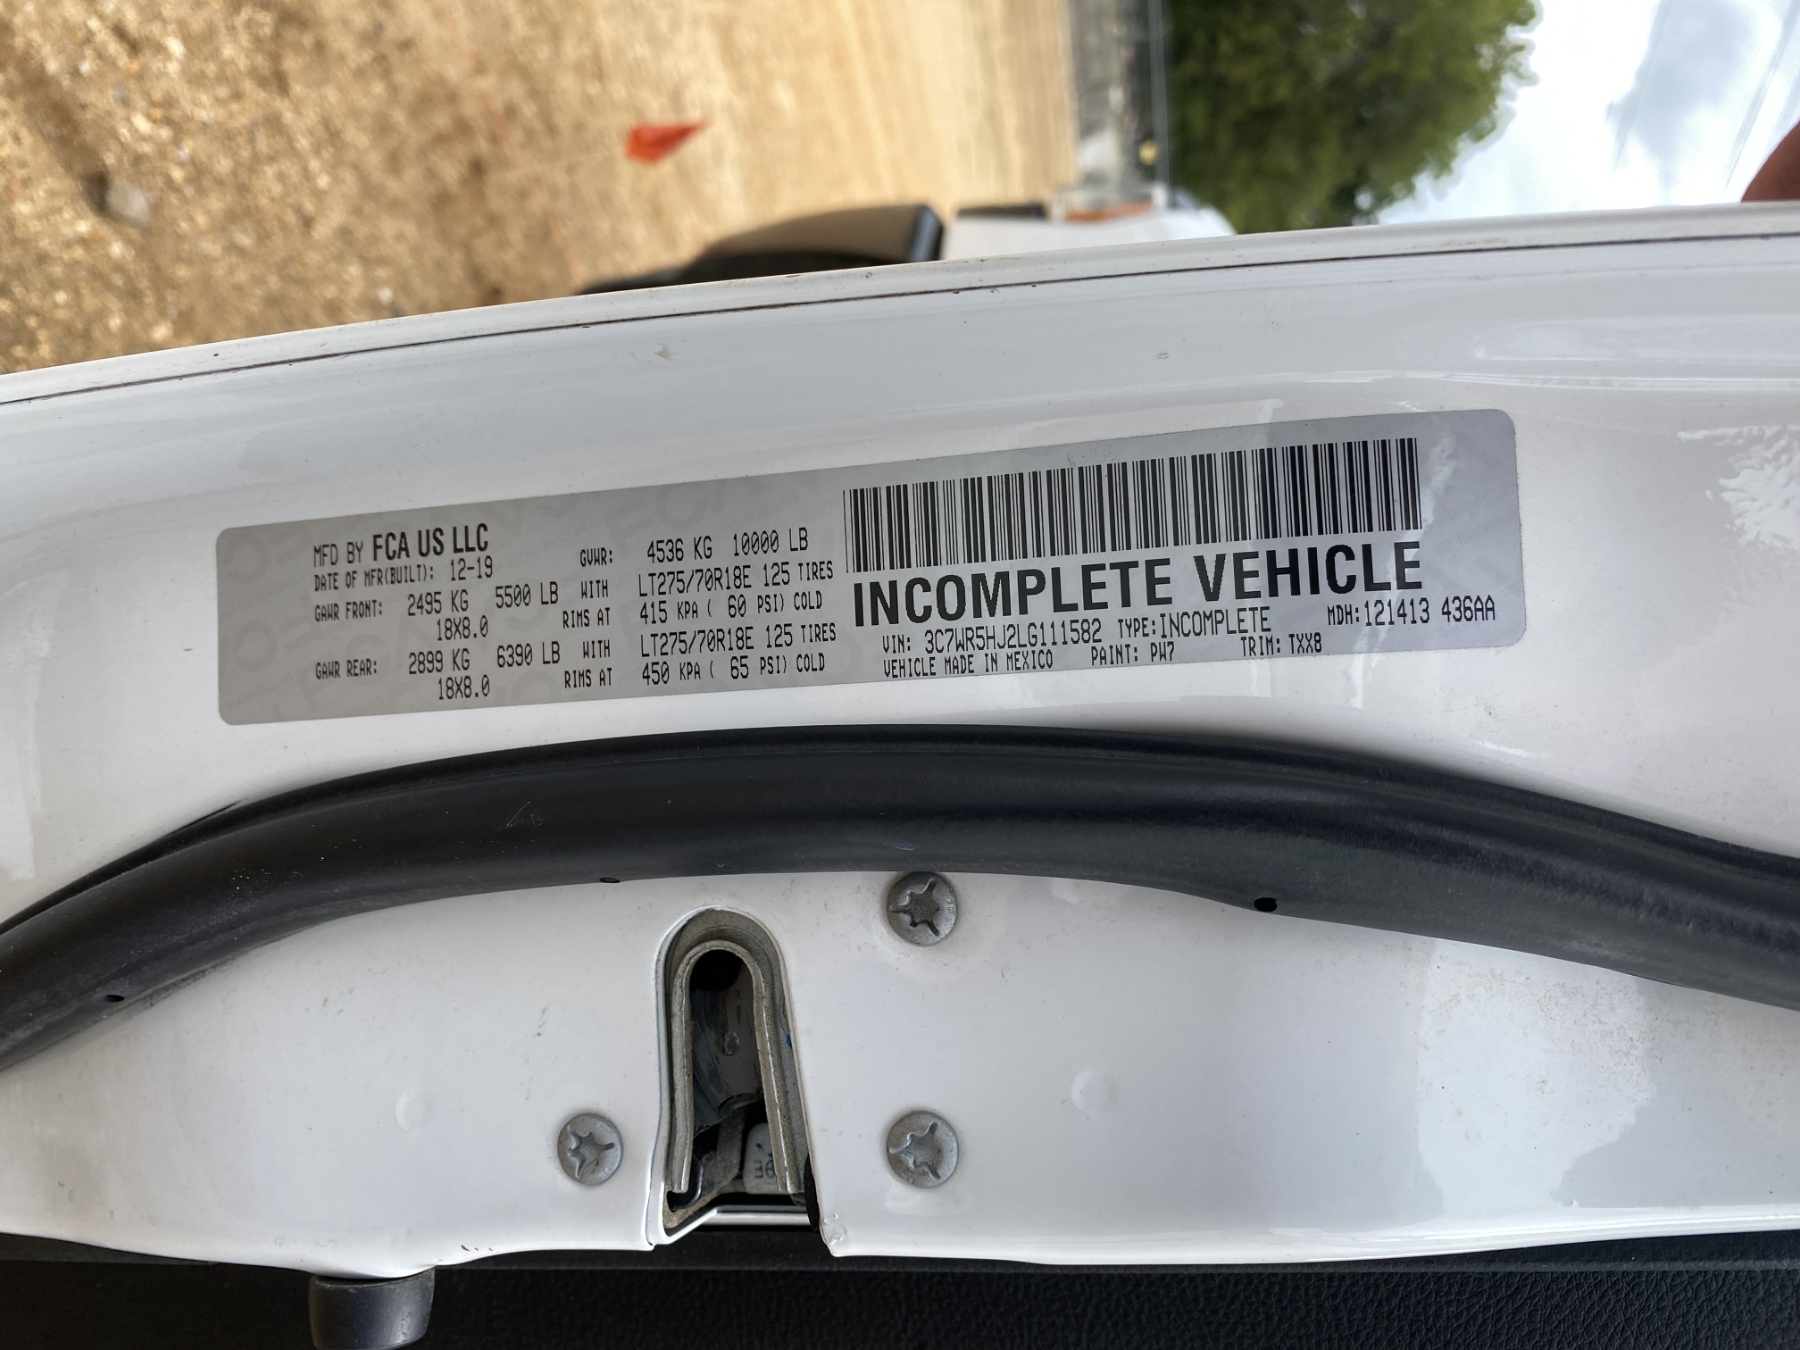 MFD BY FCA US LLC
DATE OF MFR(BUILT): 12-19 GVWR: 4536 KG 10000 LB
GAWR FRONT: 2495 KG 5500 LB WITH LT275/70R18E 125 TIRES
18X8.0 RIMS AT 415 KPA ( 60 PSI) COLD
GAWR REAR: 2899 KG 6390 LB WITH LT275/70R18E 125 TIRES
18X8.0 RIMS AT 450 KPA ( 65 PSI) COLD
INCOMPLETE VEHICLE
VIN: 3C7WR5HJ2LG111582 TYPE:INCOMPLETE MDH:121413 436AA
VEHICLE MADE IN MEXICO PAINT: PW7 TRIM: TXX8